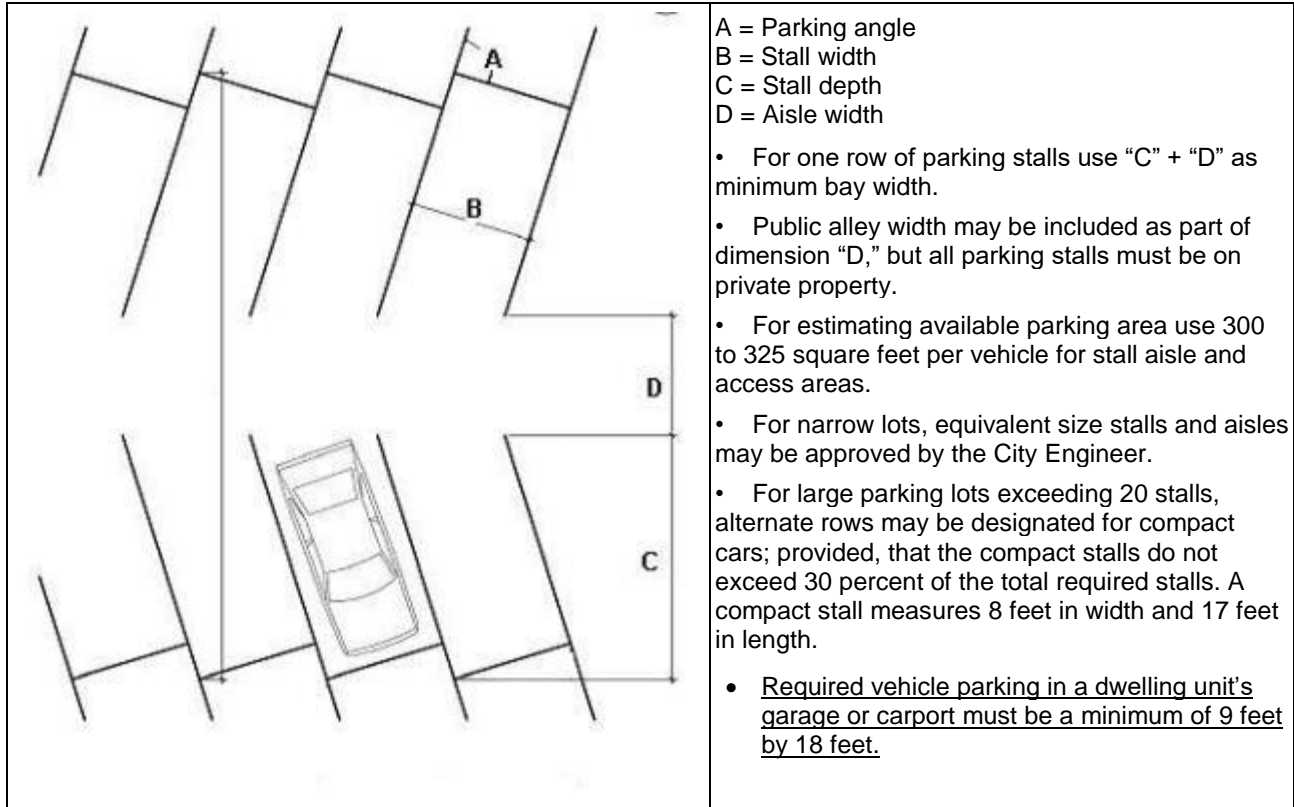 A
B
D
C
A = Parking angle
B = Stall width
C = Stall depth
D = Aisle width
• For one row of parking stalls use “C” + “D” as
minimum bay width.
• Public alley width may be included as part of
dimension “D,” but all parking stalls must be on
private property.
• For estimating available parking area use 300
to 325 square feet per vehicle for stall aisle and
access areas.
• For narrow lots, equivalent size stalls and aisles
may be approved by the City Engineer.
• For large parking lots exceeding 20 stalls,
alternate rows may be designated for compact
cars; provided, that the compact stalls do not
exceed 30 percent of the total required stalls. A
compact stall measures 8 feet in width and 17 feet
in length.
• Required vehicle parking in a dwelling unit’s
garage or carport must be a minimum of 9 feet
by 18 feet.